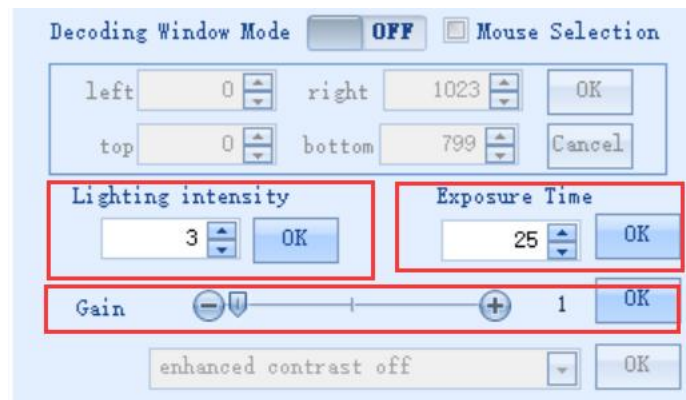 Decoding Window Mode OFF Mouse Selection
left 0 right 1023 OK
top 0 bottom 799 Cancel
Lighting intensity Exposure Time
3 OK 25 OK
Gain 1 OK
enhanced contrast off OK